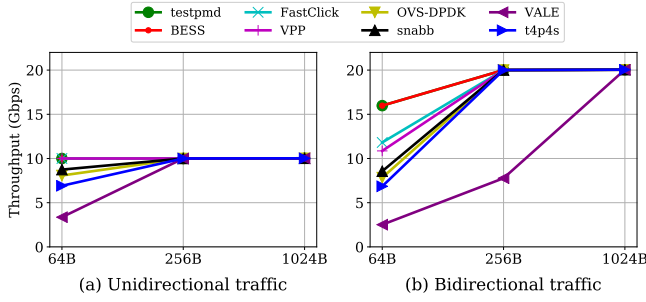 testpmd FastClick OVS-DPDK VALE
BESS VPP snabb t4p4s
Throughput (Gbps)
20
15
10
5
0
64B 256B 1024B
(a) Unidirectional traffic
20
15
10
5
0
64B 256B 1024B
(b) Bidirectional traffic